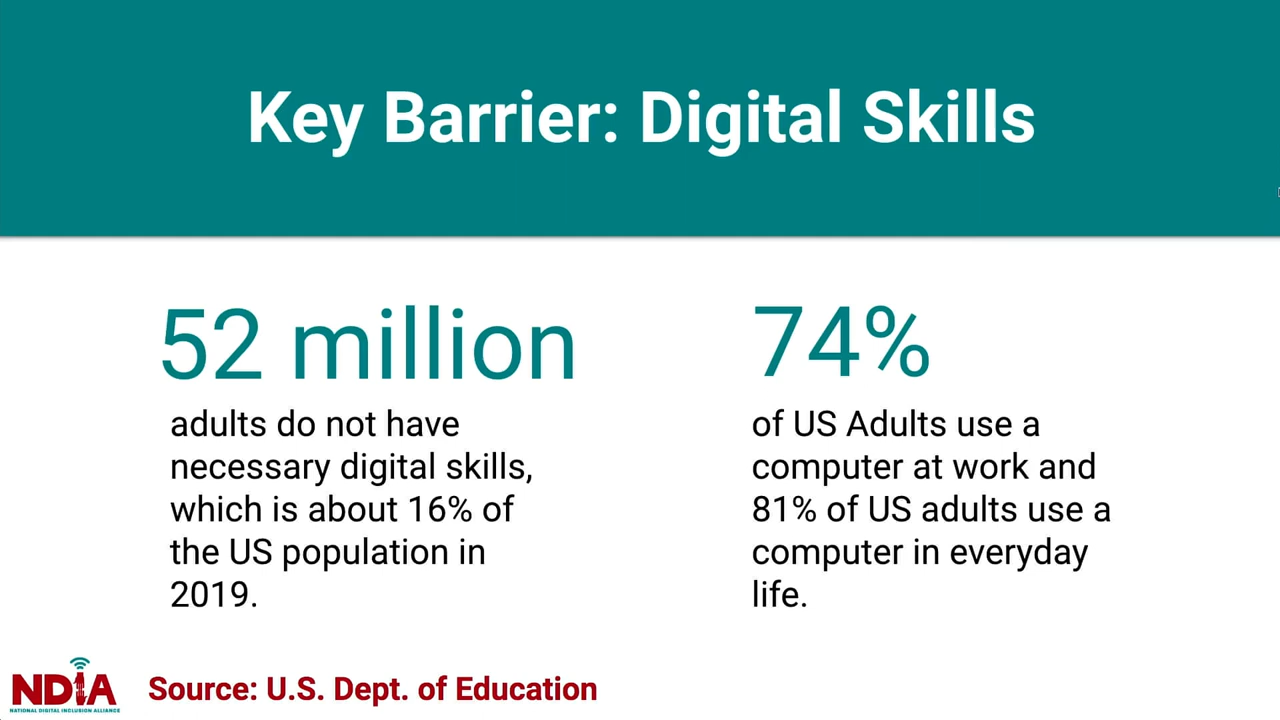 Key Barrier: Digital Skills
52 million
adults do not have
necessary digital skills,
which is about 16% of
the US population in
2019.
74%
of US Adults use a
computer at work and
81% of US adults use a
computer in everyday
life.
NDIA
NATIONAL DIGITAL INCLUSION ALLIANCE
Source: U.S. Dept. of Education